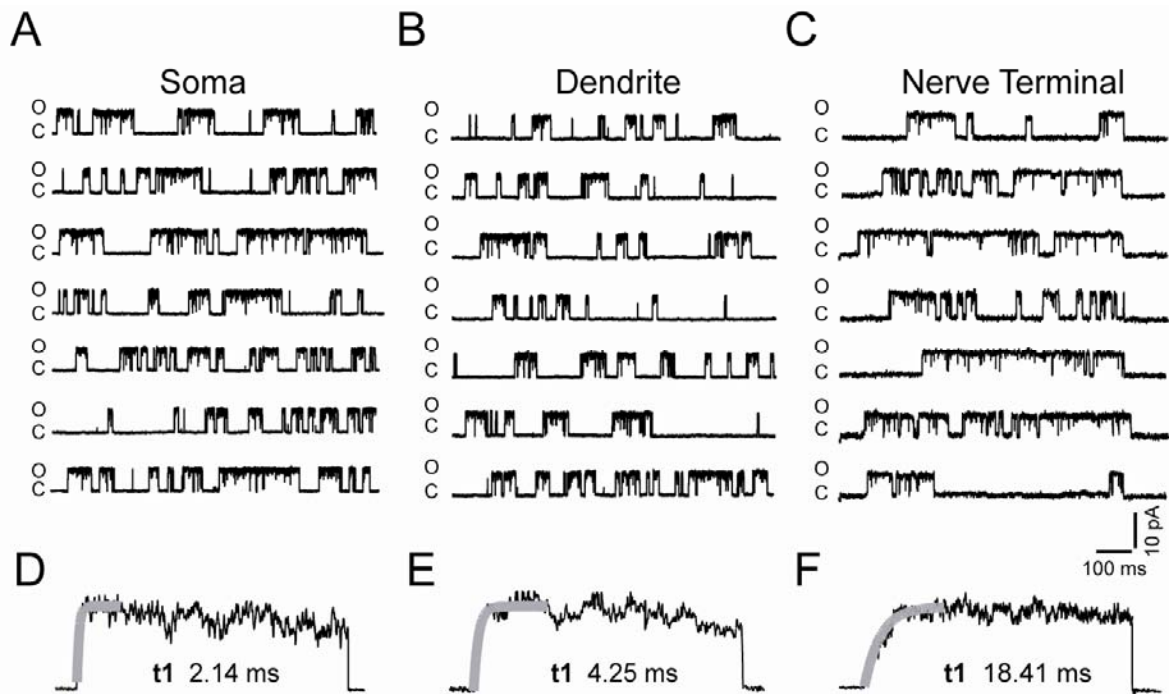 A
B
C
Soma
Dendrite
Nerve Terminal
O
C
O
C
O
C
O
C
O
C
O
C
O
C
O
C
O
C
O
C
O
C
O
C
O
C
O
C
O
C
O
C
O
C
O
C
O
C
O
C
O
C
10 pA
100 ms
D
E
F
t1 2.14 ms
t1 4.25 ms
t1 18.41 ms